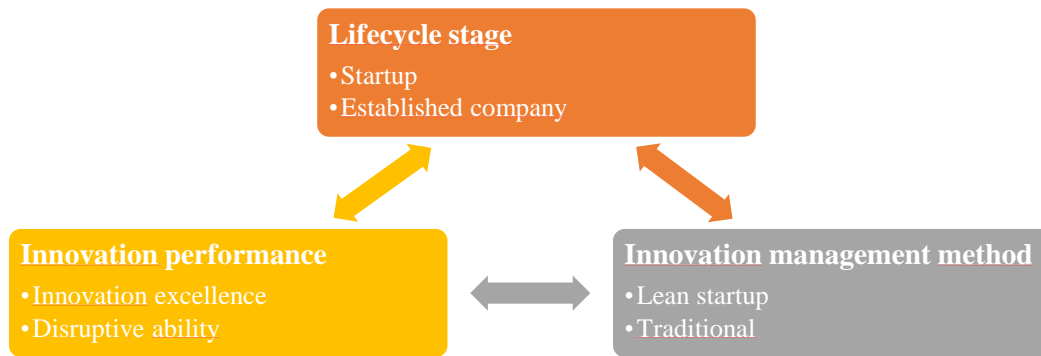 Lifecycle stage
•Startup
•Established company
Innovation performance
•Innovation excellence
•Disruptive ability
Innovation management method
•Lean startup
•Traditional